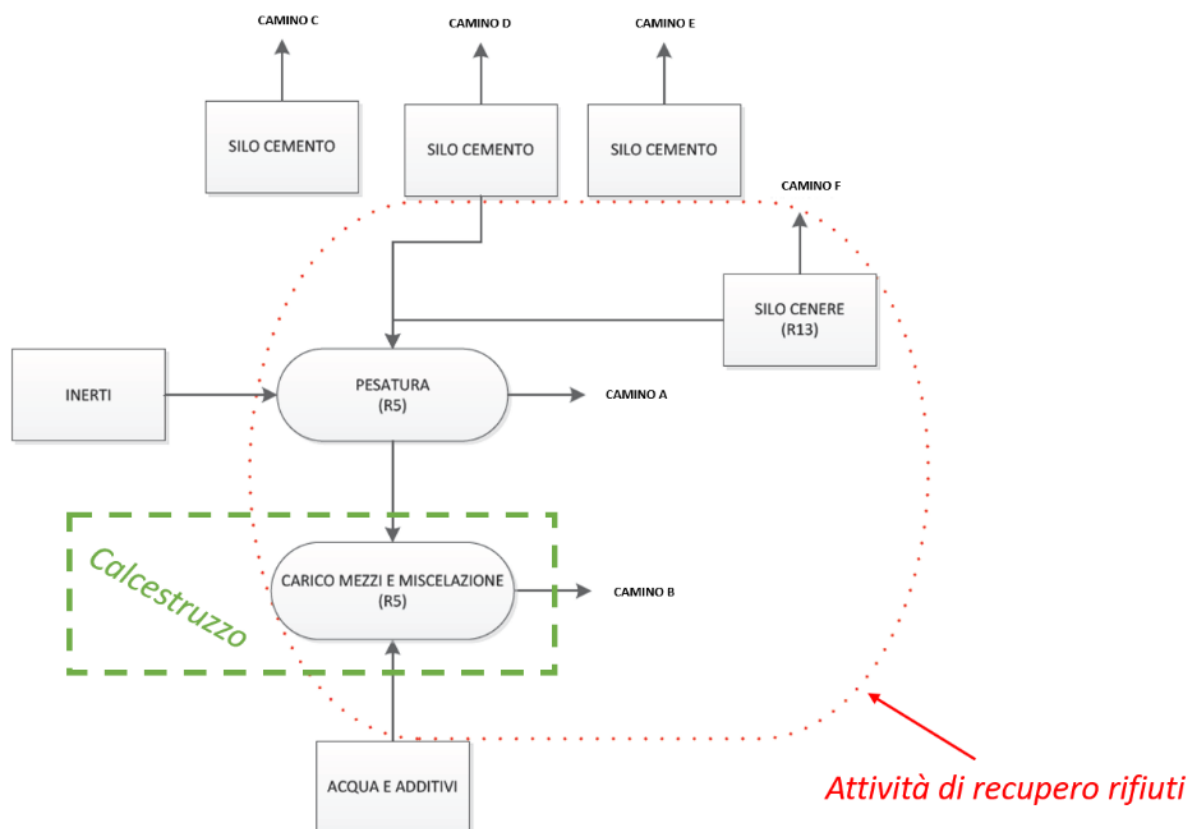 CAMINO C
CAMINO D
CAMINO E
SILO CEMENTO
SILO CEMENTO
SILO CEMENTO
CAMINO F
SILO CENERE
(R13)
INERTI
PESATURA
(R5)
CAMINO A
Calcestruzzo
CARICO MEZZI E MISCELAZIONE
(R5)
CAMINO B
ACQUA E ADDITIVI
Attività di recupero rifiuti